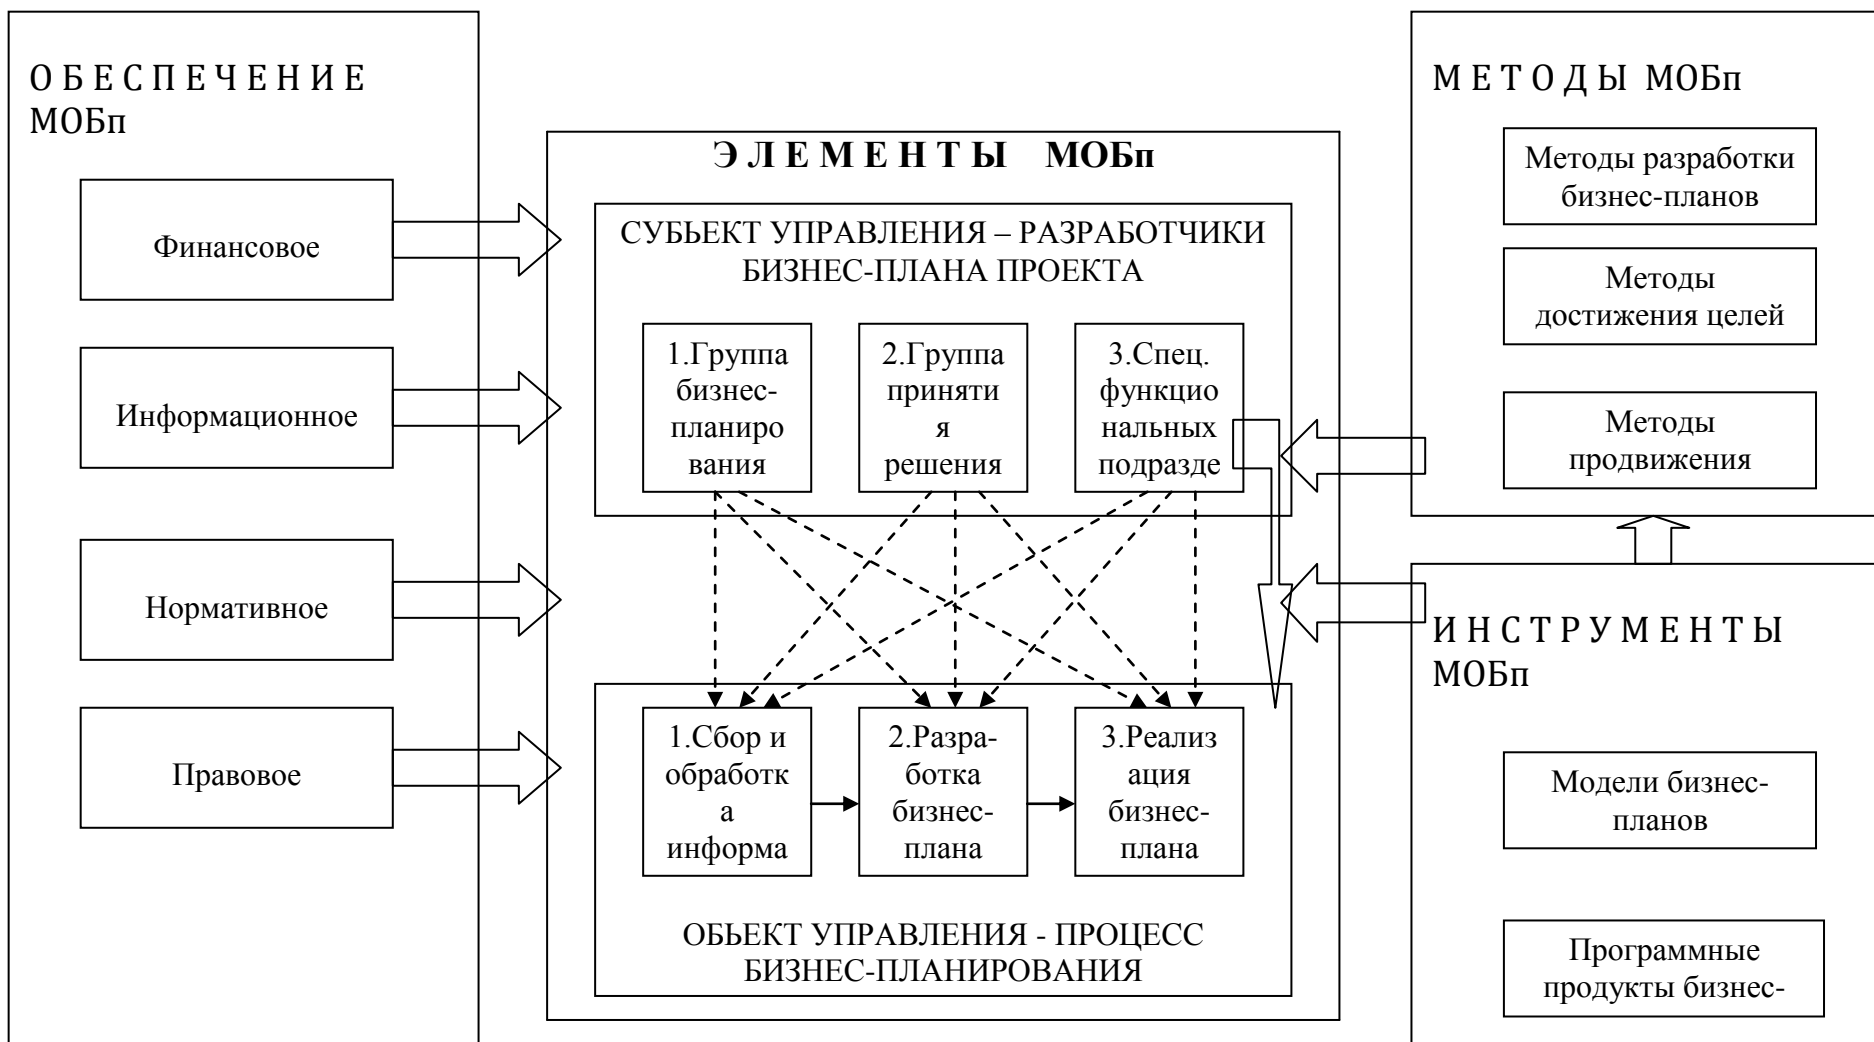 О Б Е С П Е Ч Е Н И Е
МОБп
Финансовое
Информационное
Нормативное
Правовое
Э Л Е М Е Н Т Ы МОБп
СУБЬЕКТ УПРАВЛЕНИЯ – РАЗРАБОТЧИКИ
БИЗНЕС-ПЛАНА ПРОЕКТА
1.Группа
бизнес-
планиро
вания
2.Группа
приняти
я
решения
3.Спец.
функцио
нальных
подразде
1.Сбор и
обработк
а
информа
2.Разра-
ботка
бизнес-
плана
3.Реализ
ация
бизнес-
плана
ОБЬЕКТ УПРАВЛЕНИЯ - ПРОЦЕСС
БИЗНЕС-ПЛАНИРОВАНИЯ
М Е Т О Д Ы МОБп
Методы разработки
бизнес-планов
Методы
достижения целей
Методы
продвижения
И Н С Т Р У М Е Н Т Ы
МОБп
Модели бизнес-
планов
Программные
продукты бизнес-